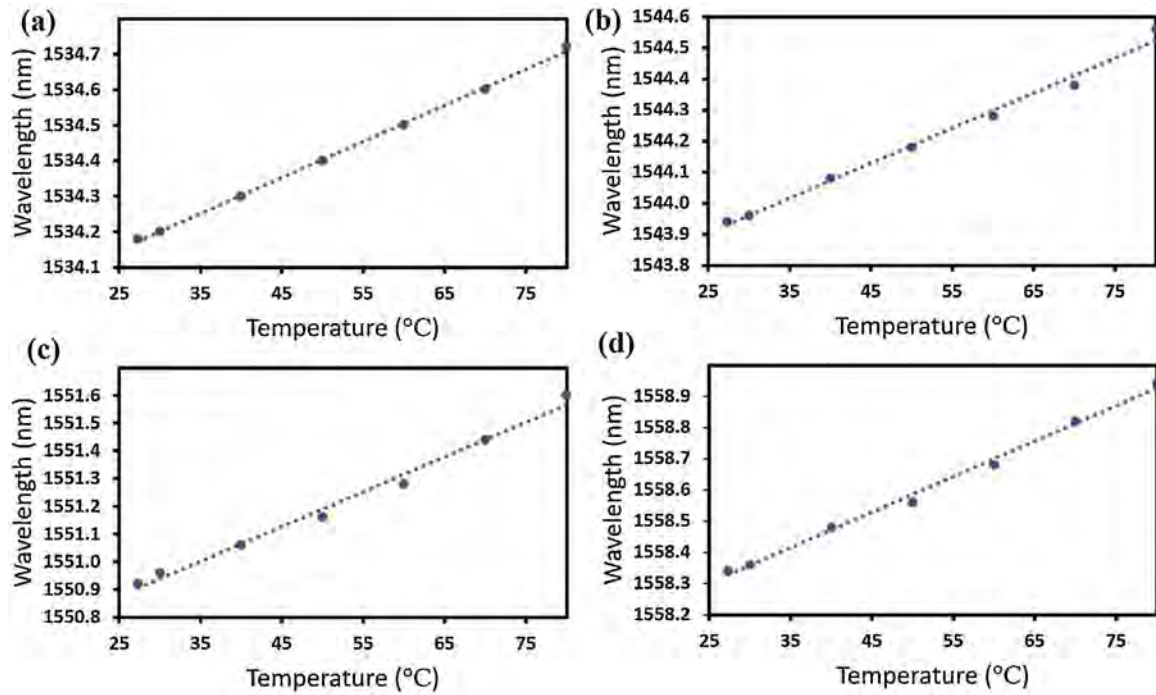 (a)
Wavelength (nm)
1534.7
1534.6
1534.5
1534.4
1534.3
1534.2
1534.1
25 35 45 55 65 75
Temperature (°C)
(b)
Wavelength (nm)
1544.6
1544.5
1544.4
1544.3
1544.2
1544.1
1544.0
1543.9
1543.8
25 35 45 55 65 75
Temperature (°C)
(c)
Wavelength (nm)
1551.6
1551.5
1551.4
1551.3
1551.2
1551.1
1551.0
1550.9
1550.8
25 35 45 55 65 75
Temperature (°C)
(d)
Wavelength (nm)
1558.9
1558.8
1558.7
1558.6
1558.5
1558.4
1558.3
1558.2
25 35 45 55 65 75
Temperature (°C)